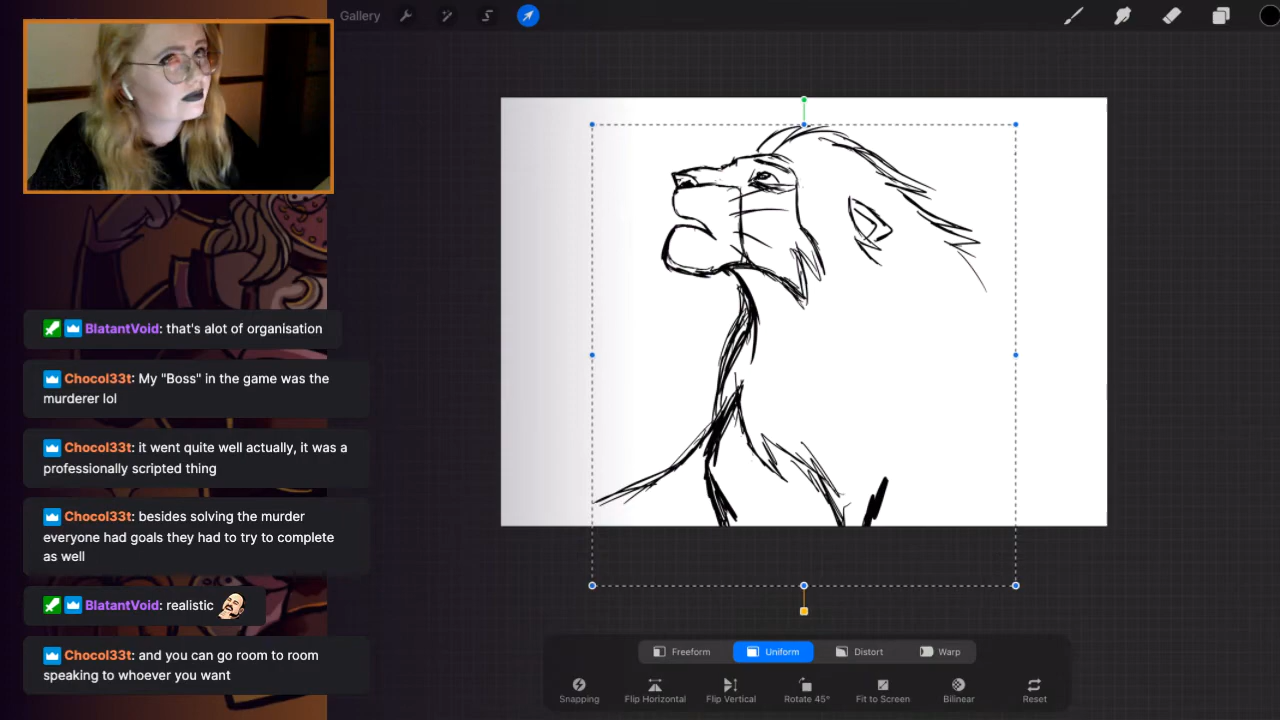 Gallery
BlatantVoid: that's alot of organisation
Chocol33t: My "Boss" in the game was the
murderer lol
Chocol33t: it went quite well actually, it was a
professionally scripted thing
Chocol33t: besides solving the murder
everyone had goals they had to try to complete
as well
BlatantVoid: realistic
Chocol33t: and you can go room to room
speaking to whoever you want
Freeform Uniform Distort Warp
Snapping Flip Horizontal Flip Vertical Rotate 45° Fit to Screen Bilinear Reset